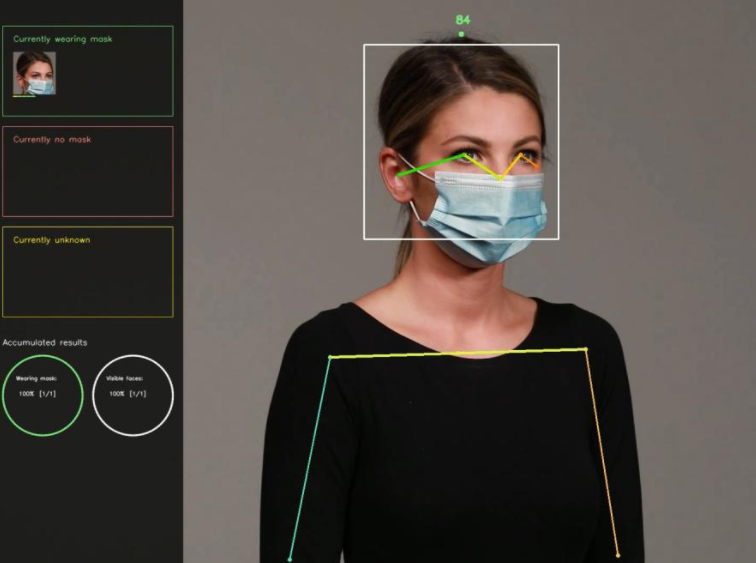 84
Currently wearing mask
Currently no mask
Currently unknown
Accumulated results
Wearing mask:
100% [1/1]
Visible faces:
100% [1/1]